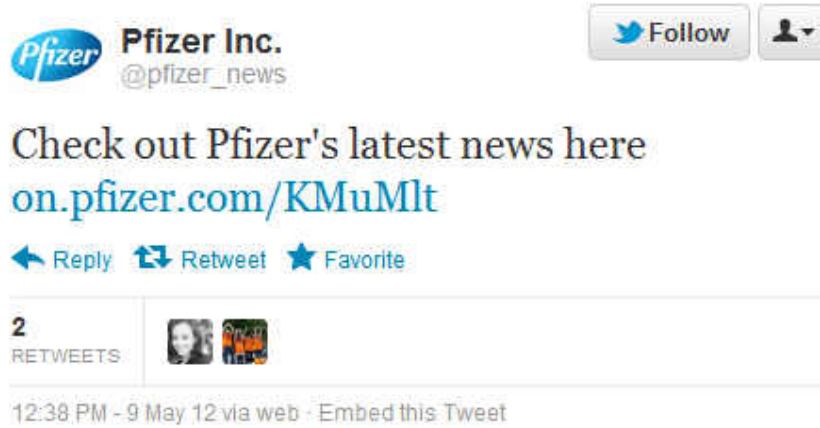 Pfizer
Pfizer Inc.
@pfizer_news
Follow
Check out Pfizer's latest news here
on.pfizer.com/KMuMlt
Reply Retweet Favorite
2
RETWEETS
12:38 PM - 9 May 12 via web · Embed this Tweet